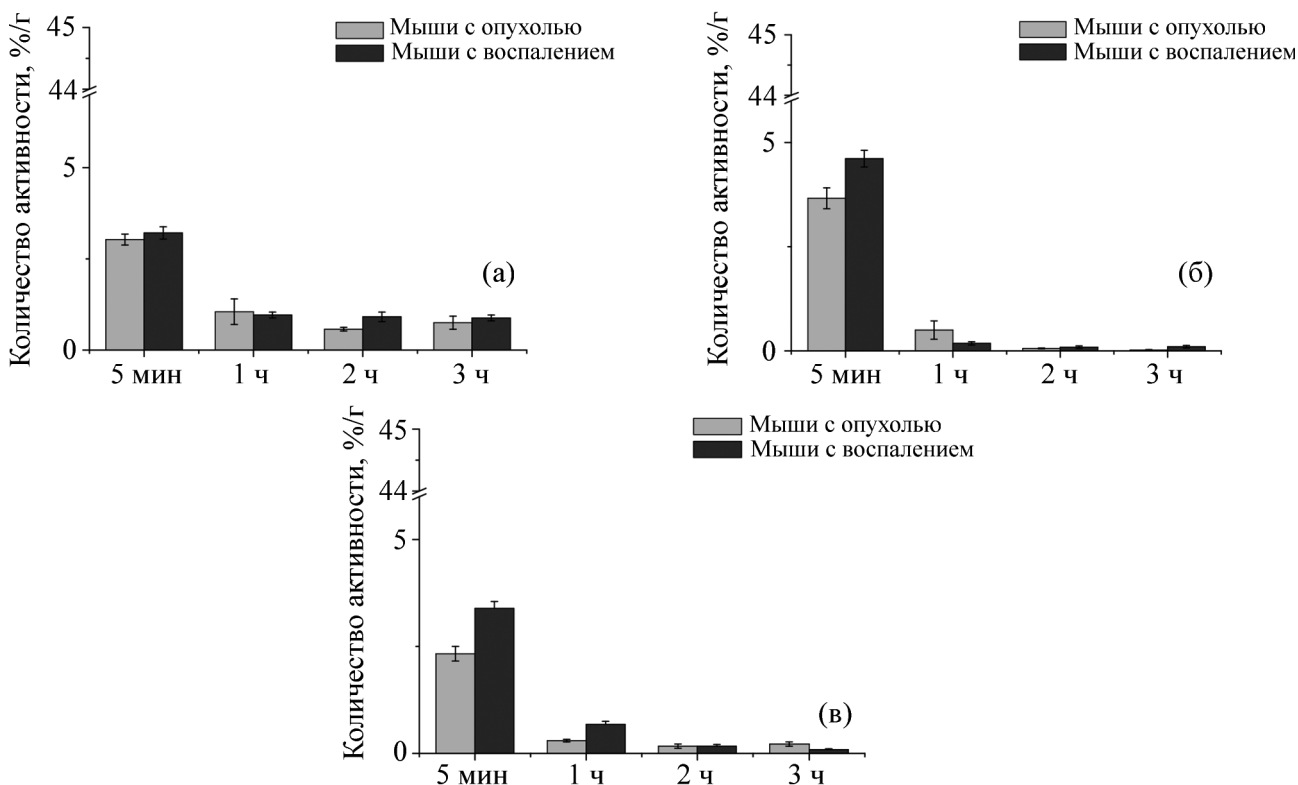 Количество активности, %/г
45
44
5
0
Мыши с опухолью
Мыши с воспалением
(а)
5 мин 1 ч 2 ч 3 ч
Количество активности, %/г
45
44
5
0
Мыши с опухолью
Мыши с воспалением
(б)
5 мин 1 ч 2 ч 3 ч
Количество активности, %/г
45
44
5
0
Мыши с опухолью
Мыши с воспалением
(в)
5 мин 1 ч 2 ч 3 ч